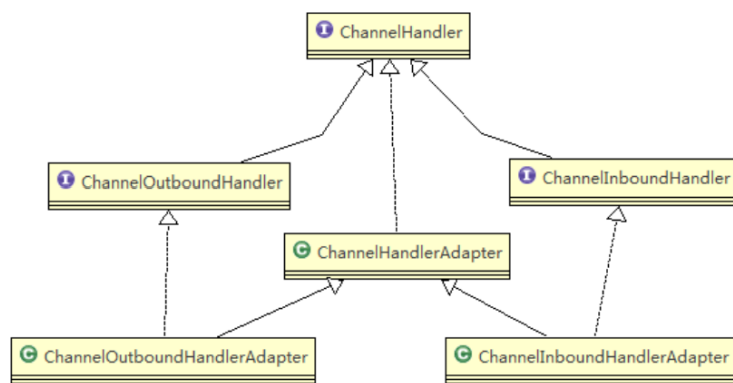 I ChannelHandler
I ChannelOutboundHandler
I ChannelInboundHandler
C ChannelHandlerAdapter
C ChannelOutboundHandlerAdapter
C ChannelInboundHandlerAdapter